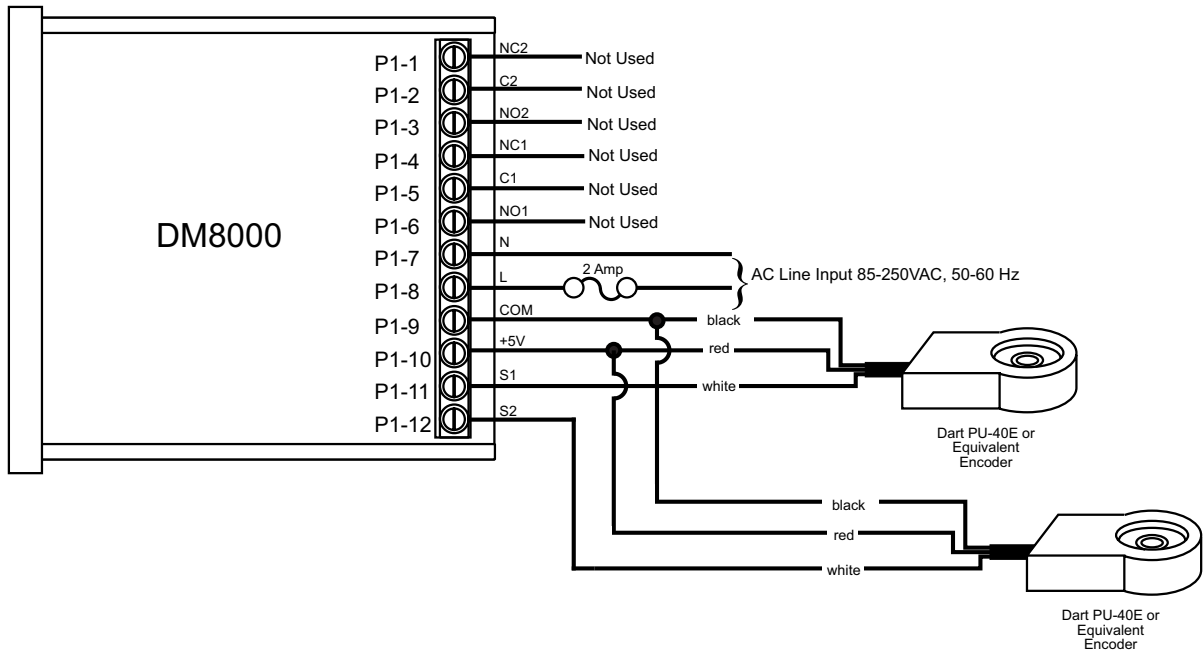 DM8000
P1-1
NC2
Not Used
P1-2
C2
Not Used
P1-3
NO2
Not Used
P1-4
NC1
Not Used
P1-5
C1
Not Used
P1-6
NO1
Not Used
P1-7
N
P1-8
L
2 Amp
AC Line Input 85-250VAC, 50-60 Hz
P1-9
COM
black
P1-10
+5V
red
P1-11
S1
white
P1-12
S2
Dart PU-40E or
Equivalent
Encoder
black
red
white
Dart PU-40E or
Equivalent
Encoder